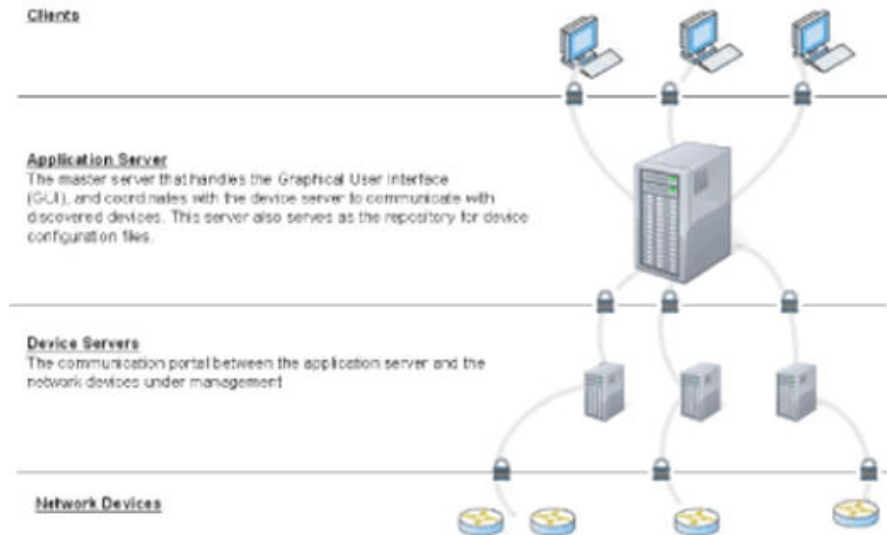 Clients
Application Server
The master server that handles the Graphical User Interface
(GUI), and coordinates with the device server to communicate with
discovered devices. This server also serves as the repository for device
configuration files.
Device Servers
The communication portal between the application server and the
network devices under management
Network Devices